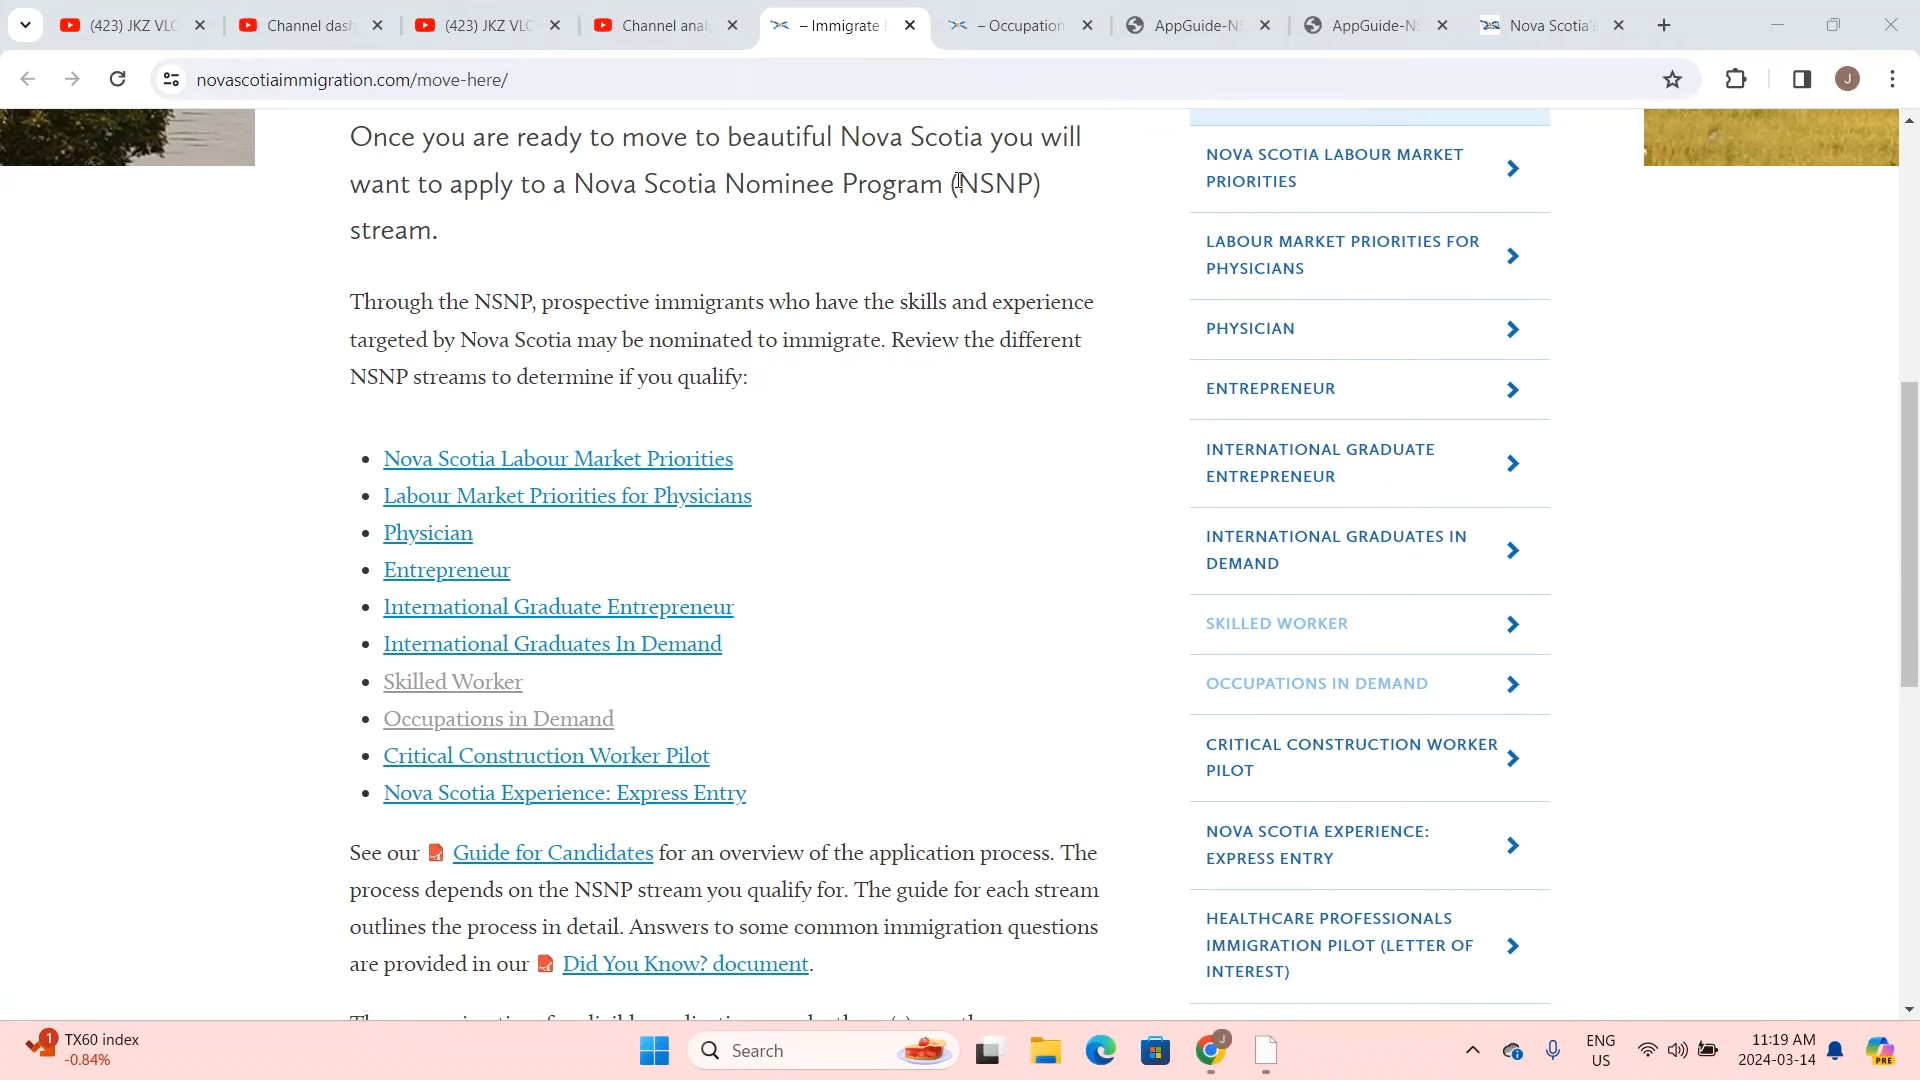 (423) JKZ VLC
Channel dash
(423) JKZ VLC
Channel anal
– Immigrate
– Occupation
AppGuide-NS
AppGuide-NS
Nova Scotia's
novascotiaimmigration.com/move-here/
J
Once you are ready to move to beautiful Nova Scotia you will
want to apply to a Nova Scotia Nominee Program (NSNP)
stream.
Through the NSNP, prospective immigrants who have the skills and experience
targeted by Nova Scotia may be nominated to immigrate. Review the different
NSNP streams to determine if you qualify:
• Nova Scotia Labour Market Priorities
• Labour Market Priorities for Physicians
• Physician
• Entrepreneur
• International Graduate Entrepreneur
• International Graduates In Demand
• Skilled Worker
• Occupations in Demand
• Critical Construction Worker Pilot
• Nova Scotia Experience: Express Entry
See our Guide for Candidates for an overview of the application process. The
process depends on the NSNP stream you qualify for. The guide for each stream
outlines the process in detail. Answers to some common immigration questions
are provided in our Did You Know? document.
NOVA SCOTIA LABOUR MARKET
PRIORITIES
LABOUR MARKET PRIORITIES FOR
PHYSICIANS
PHYSICIAN
ENTREPRENEUR
INTERNATIONAL GRADUATE
ENTREPRENEUR
INTERNATIONAL GRADUATES IN
DEMAND
SKILLED WORKER
OCCUPATIONS IN DEMAND
CRITICAL CONSTRUCTION WORKER
PILOT
NOVA SCOTIA EXPERIENCE:
EXPRESS ENTRY
HEALTHCARE PROFESSIONALS
IMMIGRATION PILOT (LETTER OF
INTEREST)
1
TX60 index
-0.84%
Search
J
ENG
US
11:19 AM
2024-03-14
PRE